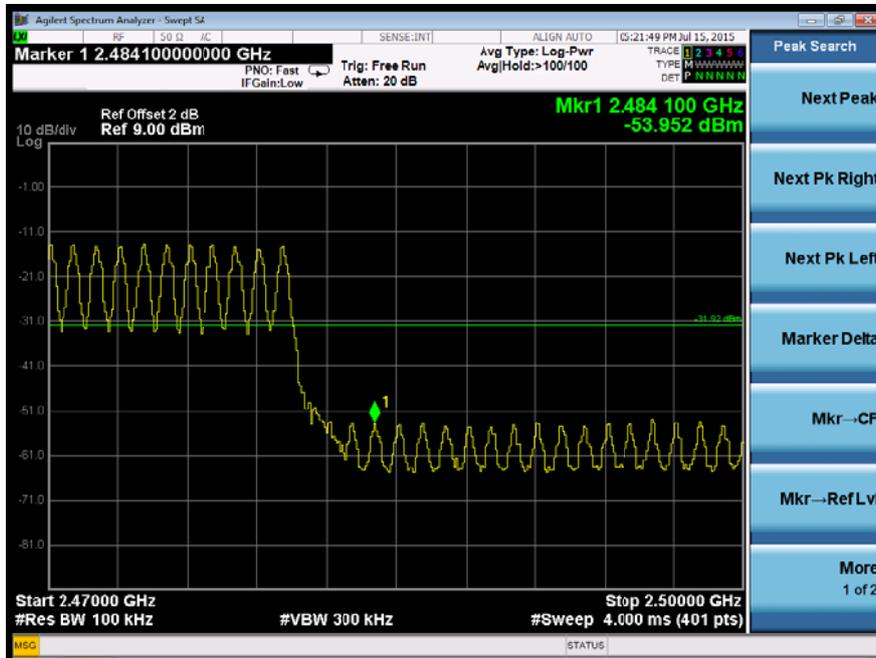 Agilent Spectrum Analyzer - Swept SA
LXI RF 50 Ω AC SENSE:INT ALIGN AUTO 05:21:49 PM Jul 15, 2015
Marker 1 2.484100000000 GHz
PNO: Fast
IFGain:Low
Trig: Free Run
Atten: 20 dB
Avg Type: Log-Pwr
Avg|Hold:>100/100
TRACE 1 2 3 4 5 6
TYPE M WWWWW
DET P N N N N N
Mkr1 2.484 100 GHz
-53.952 dBm
Ref Offset 2 dB
10 dB/div Ref 9.00 dBm
Log
-1.00
-11.0
-21.0
-31.0
-31.92 dBm
-41.0
-51.0
1
-61.0
-71.0
-81.0
Start 2.47000 GHz Stop 2.50000 GHz
#Res BW 100 kHz #VBW 300 kHz #Sweep 4.000 ms (401 pts)
MSG STATUS
Peak Search
Next Peak
Next Pk Right
Next Pk Left
Marker Delta
Mkr→CF
Mkr→Ref Lvl
More
1 of 2